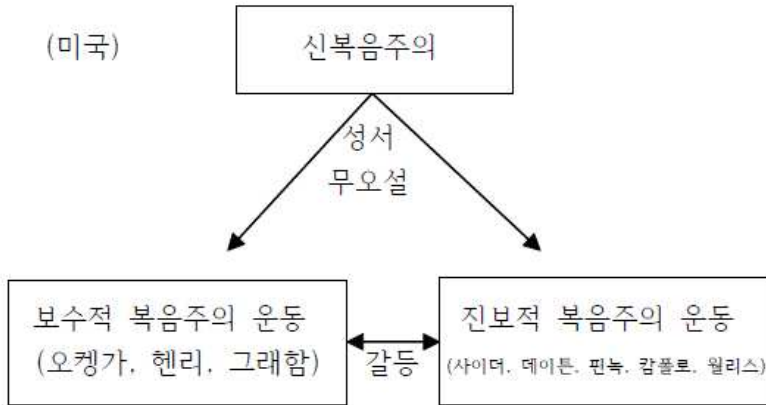 (미국)
신복음주의
성서
무오설
보수적 복음주의 운동
(오켕가. 헨리. 그래함)
갈등
진보적 복음주의 운동
(사이더. 데이튼. 핀녹. 캄폴로. 월리스)